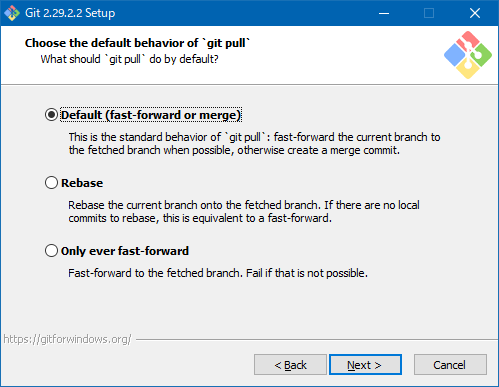 Git 2.29.2.2 Setup
Choose the default behavior of `git pull`
What should `git pull` do by default?
Default (fast-forward or merge)
This is the standard behavior of `git pull`: fast-forward the current branch to
the fetched branch when possible, otherwise create a merge commit.
Rebase
Rebase the current branch onto the fetched branch. If there are no local
commits to rebase, this is equivalent to a fast-forward.
Only ever fast-forward
Fast-forward to the fetched branch. Fail if that is not possible.
https://gitforwindows.org/
< Back
Next >
Cancel